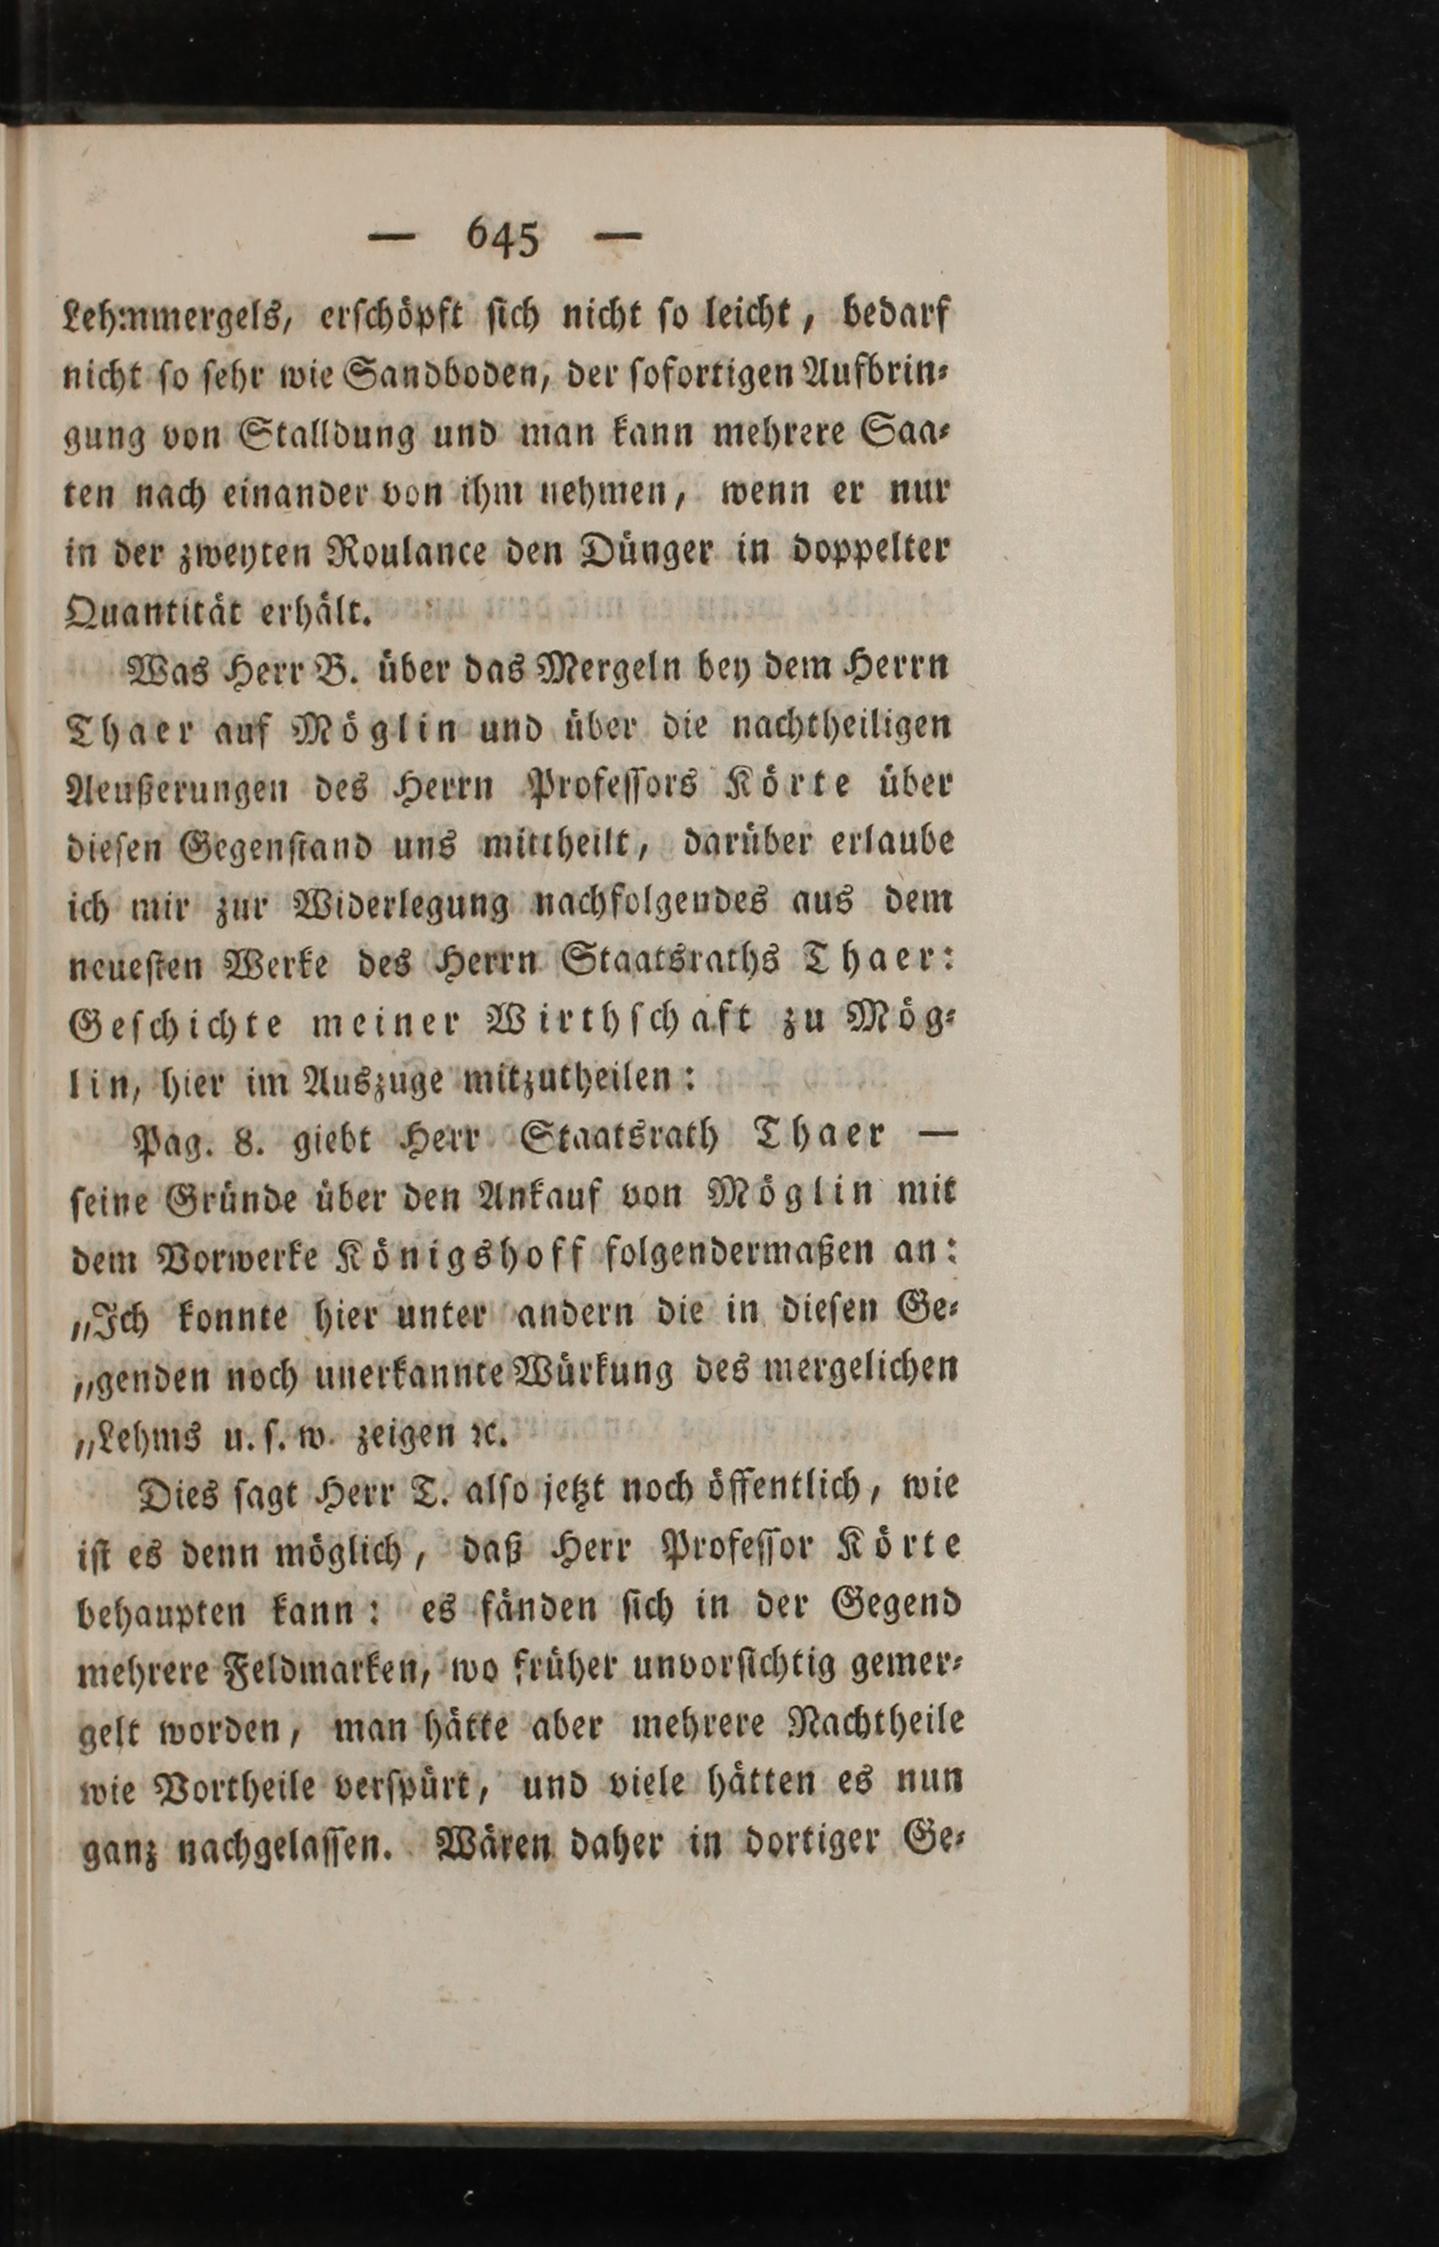 — 645 —
Lehmmergels, erſchöpft ſich nicht ſo leicht, bedarf
nicht ſo ſehr wie Sandboden, der ſofortigen Aufbrin⸗
gung von Stalldung und man kann mehrere Saa⸗
ten nach einander von ihm nehmen, wenn er nur
in der zweyten Roulance den Dünger in doppelter
Quantität erhält.
Was Herr B. über das Mergeln bey dem Herrn
Thaer auf Möglin und über die nachtheiligen
Aeußerungen des Herrn Profeſſors Körte über
dieſen Gegenſtand uns mittheilt, darüber erlaube
ich mir zur Widerlegung nachfolgendes aus dem
neueſten Werke des Herrn Staatsraths Thaer:
Geſchichte meiner Wirthſchaft zu Mög⸗
lin, hier im Auszuge mitzutheilen:
Pag. 8. giebt Herr Staatsrath Thaer —
ſeine Gründe über den Ankauf von Möglin mit
dem Vorwerke Königshoff folgendermaßen an:
„Ich konnte hier unter andern die in dieſen Ge⸗
„genden noch unerkannte Würkung des mergelichen
„Lehms u. ſ. w. zeigen ꝛc.
Dies ſagt Herr T. alſo jetzt noch öffentlich, wie
iſt es denn möglich, daß Herr Profeſſor Körte
behaupten kann: es fänden ſich in der Gegend
mehrere Feldmarken, wo früher unvorſichtig gemer⸗
gelt worden, man hätte aber mehrere Nachtheile
wie Vortheile verſpürt, und viele hätten es nun
ganz nachgelaſſen. Wären daher in dortiger Ge⸗